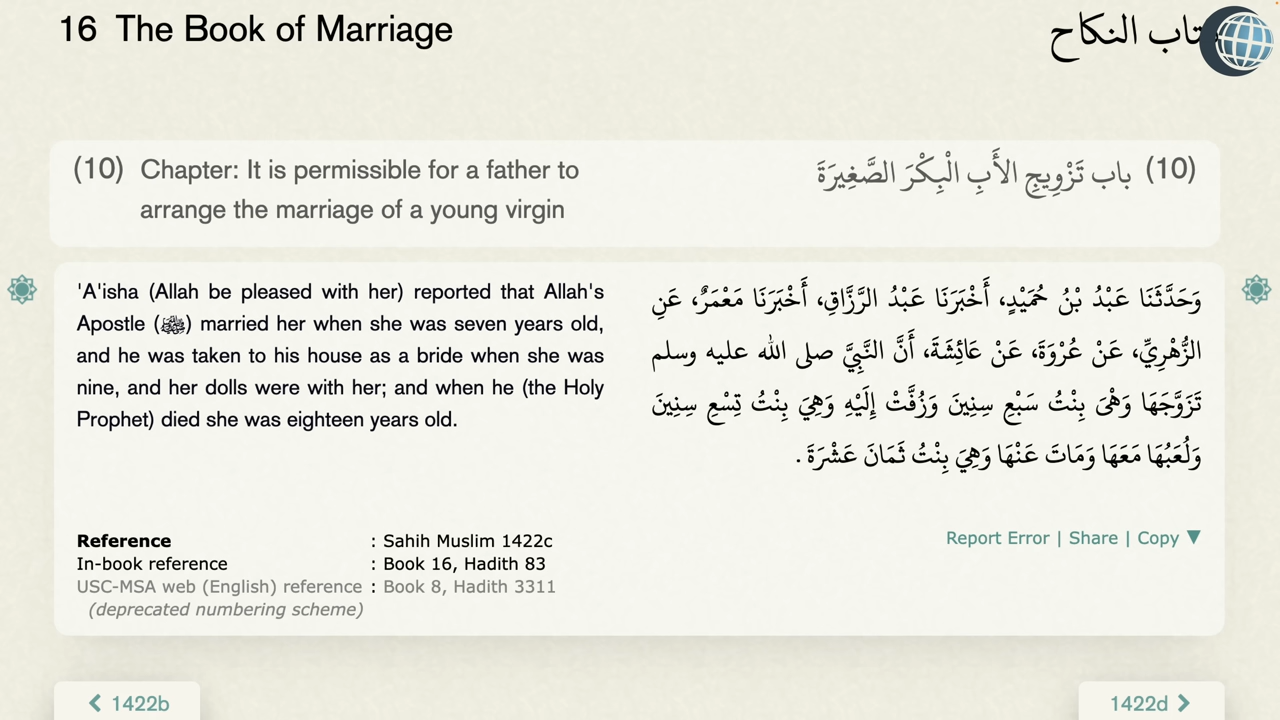 16 The Book of Marriage
تاب النكاح
(10) Chapter: It is permissible for a father to
arrange the marriage of a young virgin
(10) باب تَزْوِيجِ الأَبِ الْبِكْرَ الصَّغِيرَةَ
'A'isha (Allah be pleased with her) reported that Allah's
Apostle (ﷺ) married her when she was seven years old,
and he was taken to his house as a bride when she was
nine, and her dolls were with her; and when he (the Holy
Prophet) died she was eighteen years old.
وَحَدَّثَنَا عَبْدُ بْنُ حُمَيْدٍ، أَخْبَرَنَا عَبْدُ الرَّزَّاقِ، أَخْبَرَنَا مَعْمَرٌ، عَنِ
الزُّهْرِيِّ، عَنْ عُرْوَةَ، عَنْ عَائِشَةَ، أَنَّ النَّبِيَّ صلى الله عليه وسلم
تَزَوَّجَهَا وَهْىَ بِنْتُ سَبْعِ سِنِينَ وَزُفَّتْ إِلَيْهِ وَهِيَ بِنْتُ تِسْعِ سِنِينَ
وَلُعَبُهَا مَعَهَا وَمَاتَ عَنْهَا وَهِيَ بِنْتُ ثَمَانَ عَشْرَةَ .
Reference : Sahih Muslim 1422c
In-book reference : Book 16, Hadith 83
USC-MSA web (English) reference : Book 8, Hadith 3311
(deprecated numbering scheme)
Report Error | Share | Copy ▼
1422b
1422d